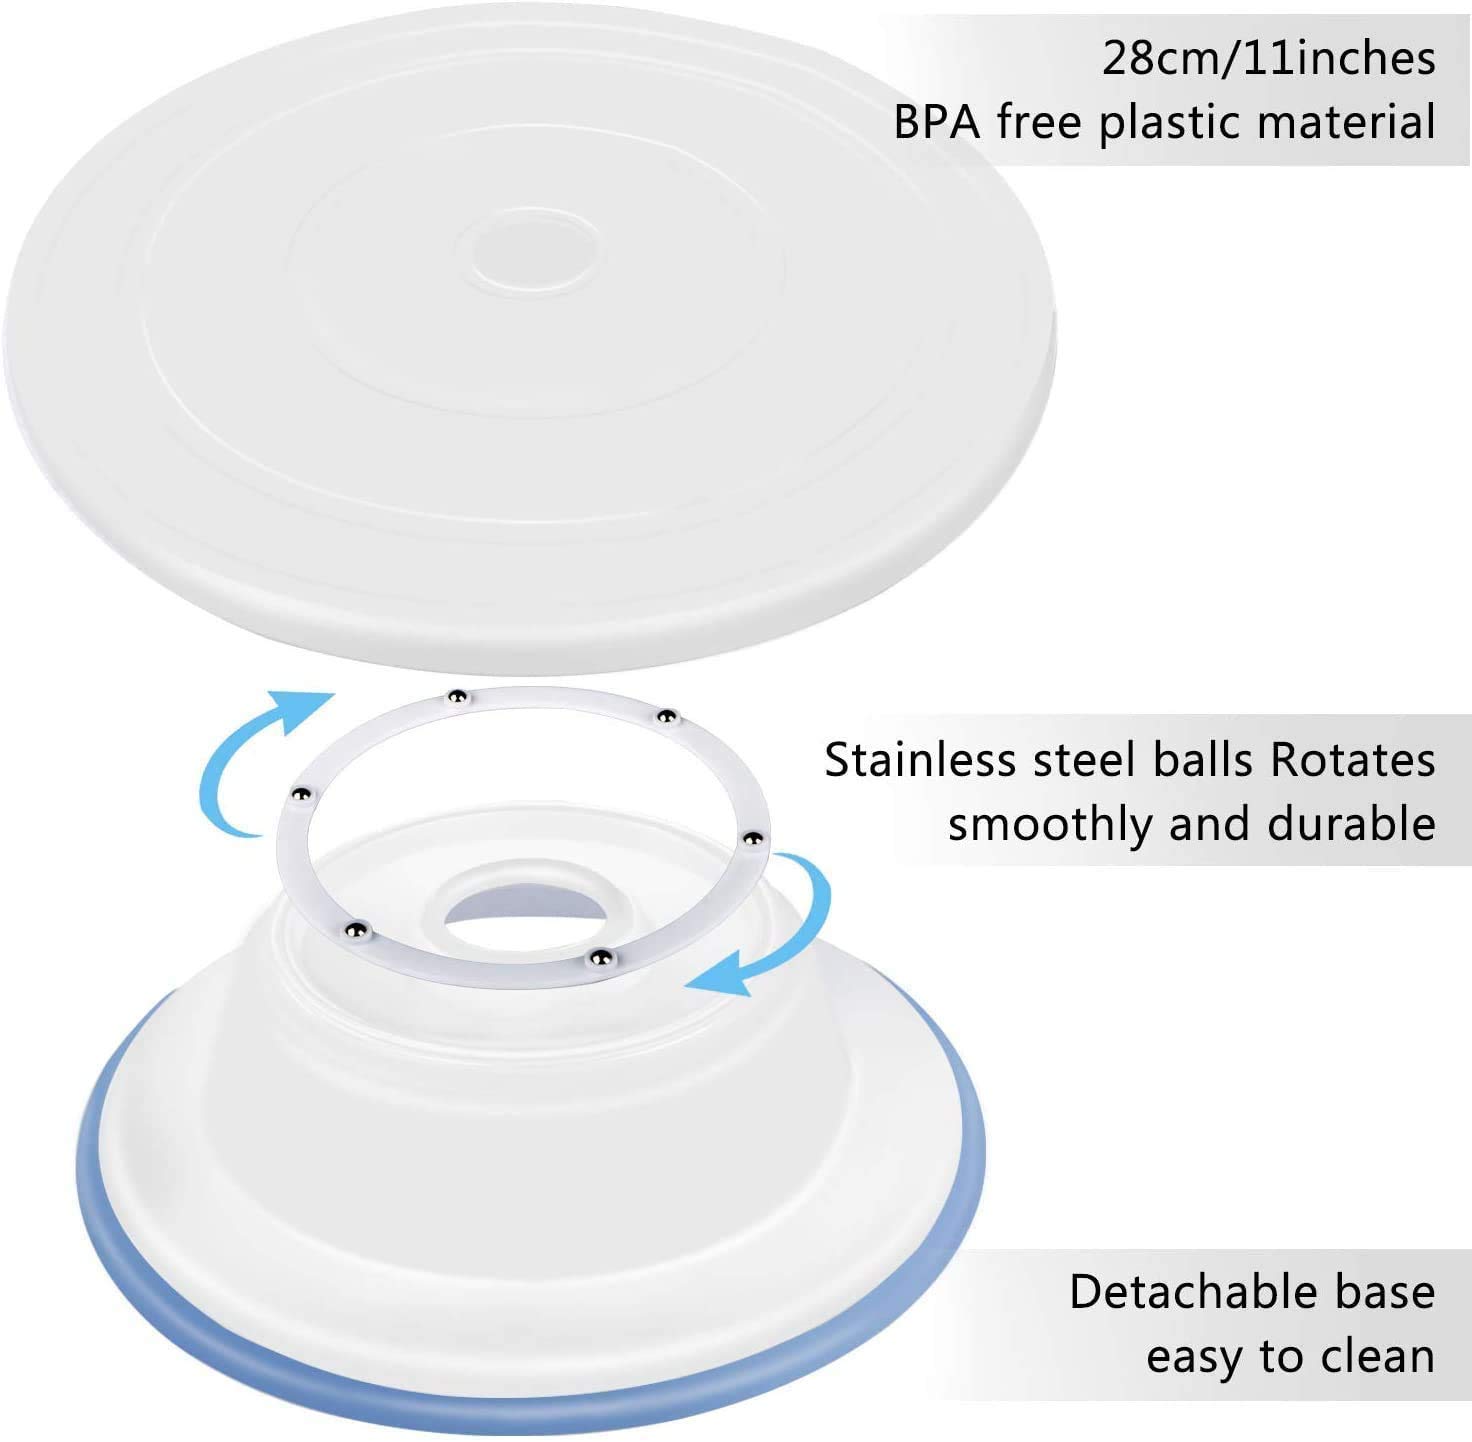 28cm/11inches
BPA free plastic material
Stainless steel balls Rotates
smoothly and durable
Detachable base
easy to clean